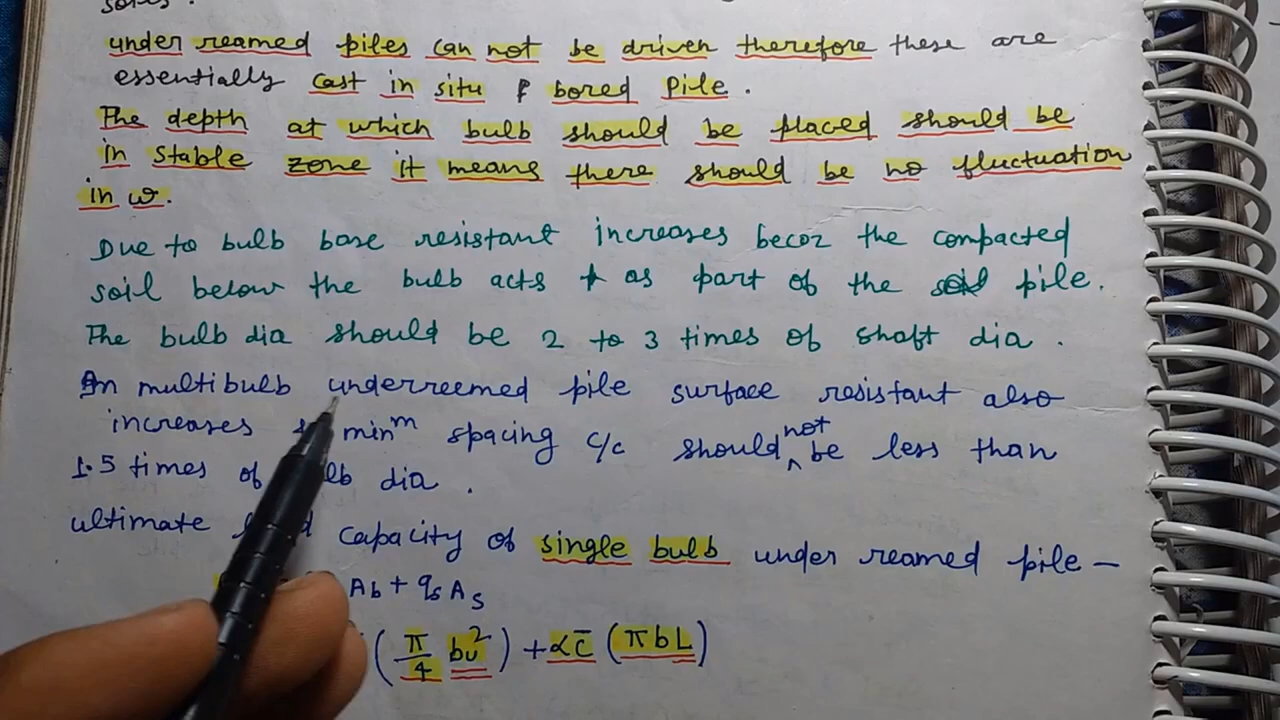 under reamed piles can not be driven therefore these are
essentially cast in situ & bored pile.
The depth at which bulb should be placed should be
in stable zone it means there should be no fluctuation
in w.
Due to bulb base resistant increases becoz the compacted
soil below the bulb acts as part of the pile.
The bulb dia should be 2 to 3 times of shaft dia.
In multibulb underreemed pile surface resistant also
increases minᵐ spacing c/c should not be less than
1.5 times of dia.
ultimate capacity of single bulb under reamed pile —
Ab + qs As
(π/4 bu²) + αc̄ (πbL)